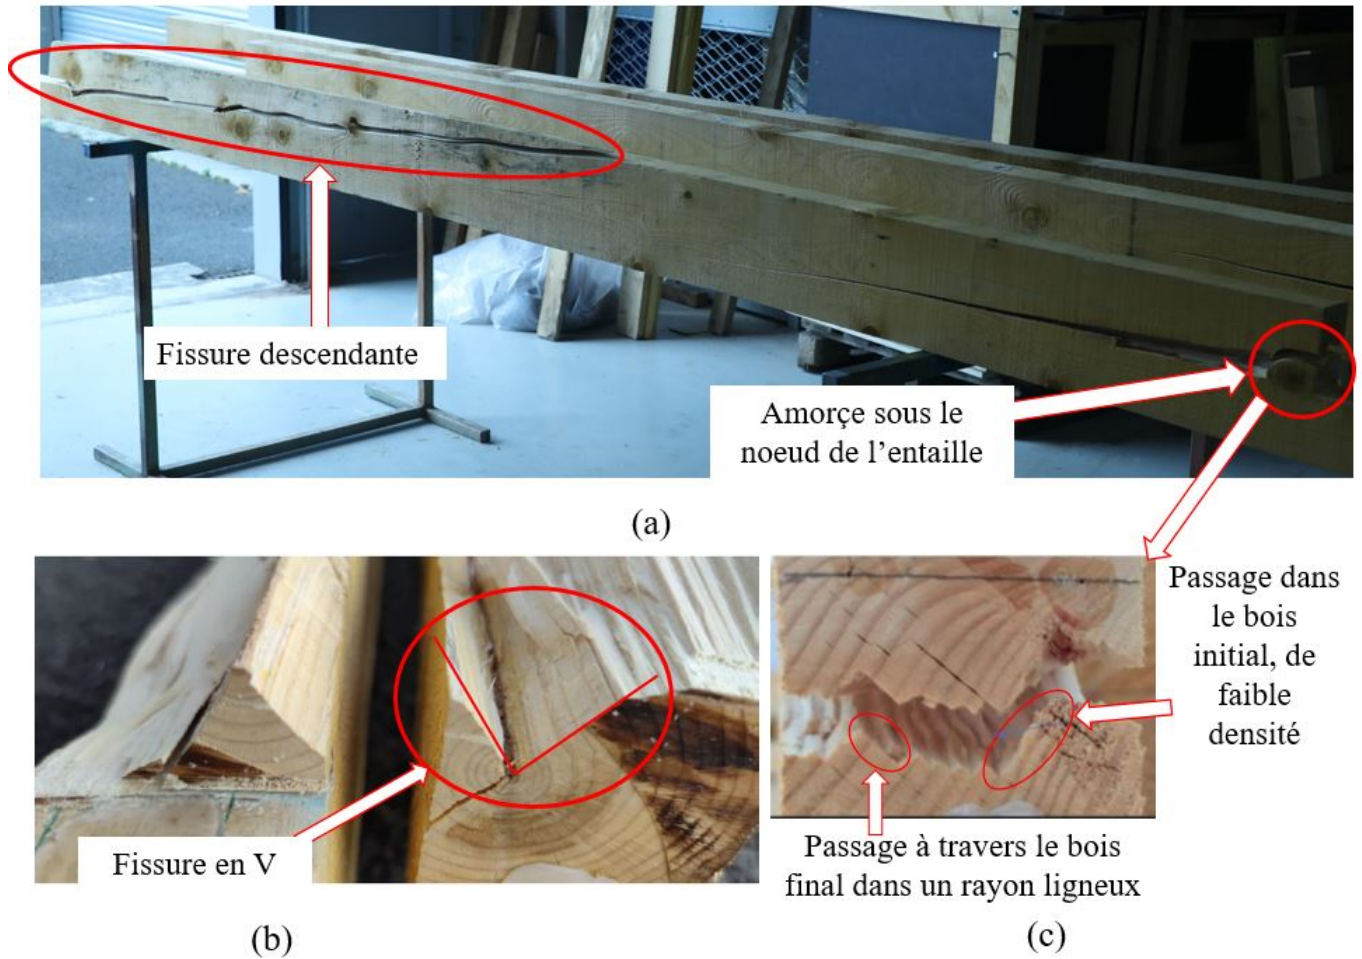 Fissure descendante
Amorçe sous le
noeud de l'entaille
(a)
Passage dans
le bois
initial, de
faible
densité
Fissure en V
Passage à travers le bois
final dans un rayon ligneux
(b)
(c)